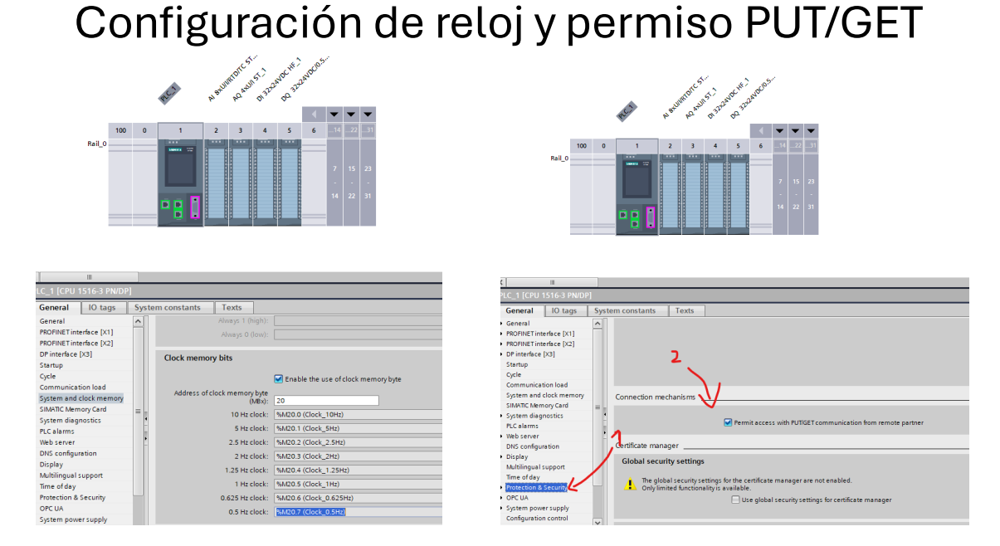 Configuración de reloj y permiso PUT/GET
PLC_1
AI 8xU/I/RTD/TC ST...
AQ 4xU/I ST_1
DI 32x24VDC HF_1
DQ 32x24VDC/0.5...
100 0 1 2 3 4 5 6 ...14 ...22 ...31
Rail_0
7 15 23
- - -
14 22 31
PLC_1
AI 8xU/I/RTD/TC ST...
AQ 4xU/I ST_1
DI 32x24VDC HF_1
DQ 32x24VDC/0.5...
100 0 1 2 3 4 5 6 ...14 ...22 ...31
Rail_0
7 15 23
- - -
14 22 31
LC_1 [CPU 1516-3 PN/DP]
General IO tags System constants Texts
General
PROFINET interface [X1]
PROFINET interface [X2]
DP interface [X3]
Startup
Cycle
Communication load
System and clock memory
SIMATIC Memory Card
System diagnostics
PLC alarms
Web server
DNS configuration
Display
Multilingual support
Time of day
Protection & Security
OPC UA
System power supply
Always 1 (high):
Always 0 (low):
Clock memory bits
Enable the use of clock memory byte
Address of clock memory byte
(MBx): 20
10 Hz clock: %M20.0 (Clock_10Hz)
5 Hz clock: %M20.1 (Clock_5Hz)
2.5 Hz clock: %M20.2 (Clock_2.5Hz)
2 Hz clock: %M20.3 (Clock_2Hz)
1.25 Hz clock: %M20.4 (Clock_1.25Hz)
1 Hz clock: %M20.5 (Clock_1Hz)
0.625 Hz clock: %M20.6 (Clock_0.625Hz)
0.5 Hz clock: %M20.7 (Clock_0.5Hz)
PLC_1 [CPU 1516-3 PN/DP]
General IO tags System constants Texts
General
PROFINET interface [X1]
PROFINET interface [X2]
DP interface [X3]
Startup
Cycle
Communication load
System and clock memory
SIMATIC Memory Card
System diagnostics
PLC alarms
Web server
DNS configuration
Display
Multilingual support
Time of day
Protection & Security
OPC UA
System power supply
Configuration control
2
Connection mechanisms
Permit access with PUT/GET communication from remote partner
1
Certificate manager
Global security settings
The global security settings for the certificate manager are not enabled.
Only limited functionality is available.
Use global security settings for certificate manager